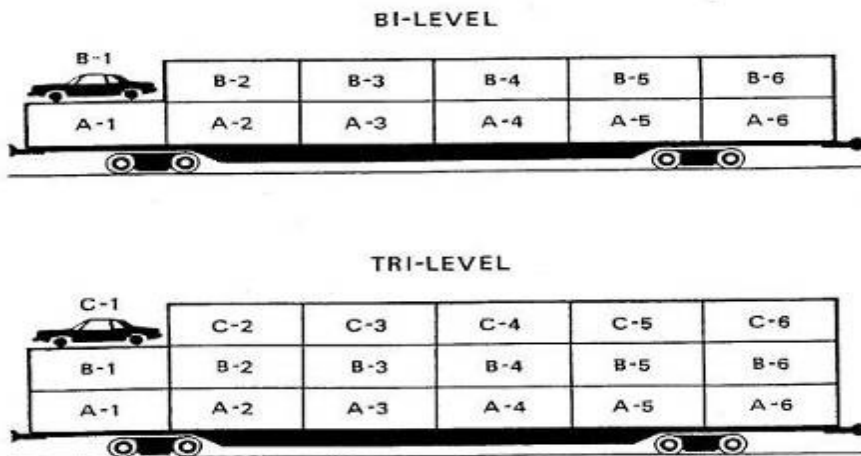 BI-LEVEL
B-1
B-2 B-3 B-4 B-5 B-6
A-1 A-2 A-3 A-4 A-5 A-6
TRI-LEVEL
C-1
C-2 C-3 C-4 C-5 C-6
B-1 B-2 B-3 B-4 B-5 B-6
A-1 A-2 A-3 A-4 A-5 A-6